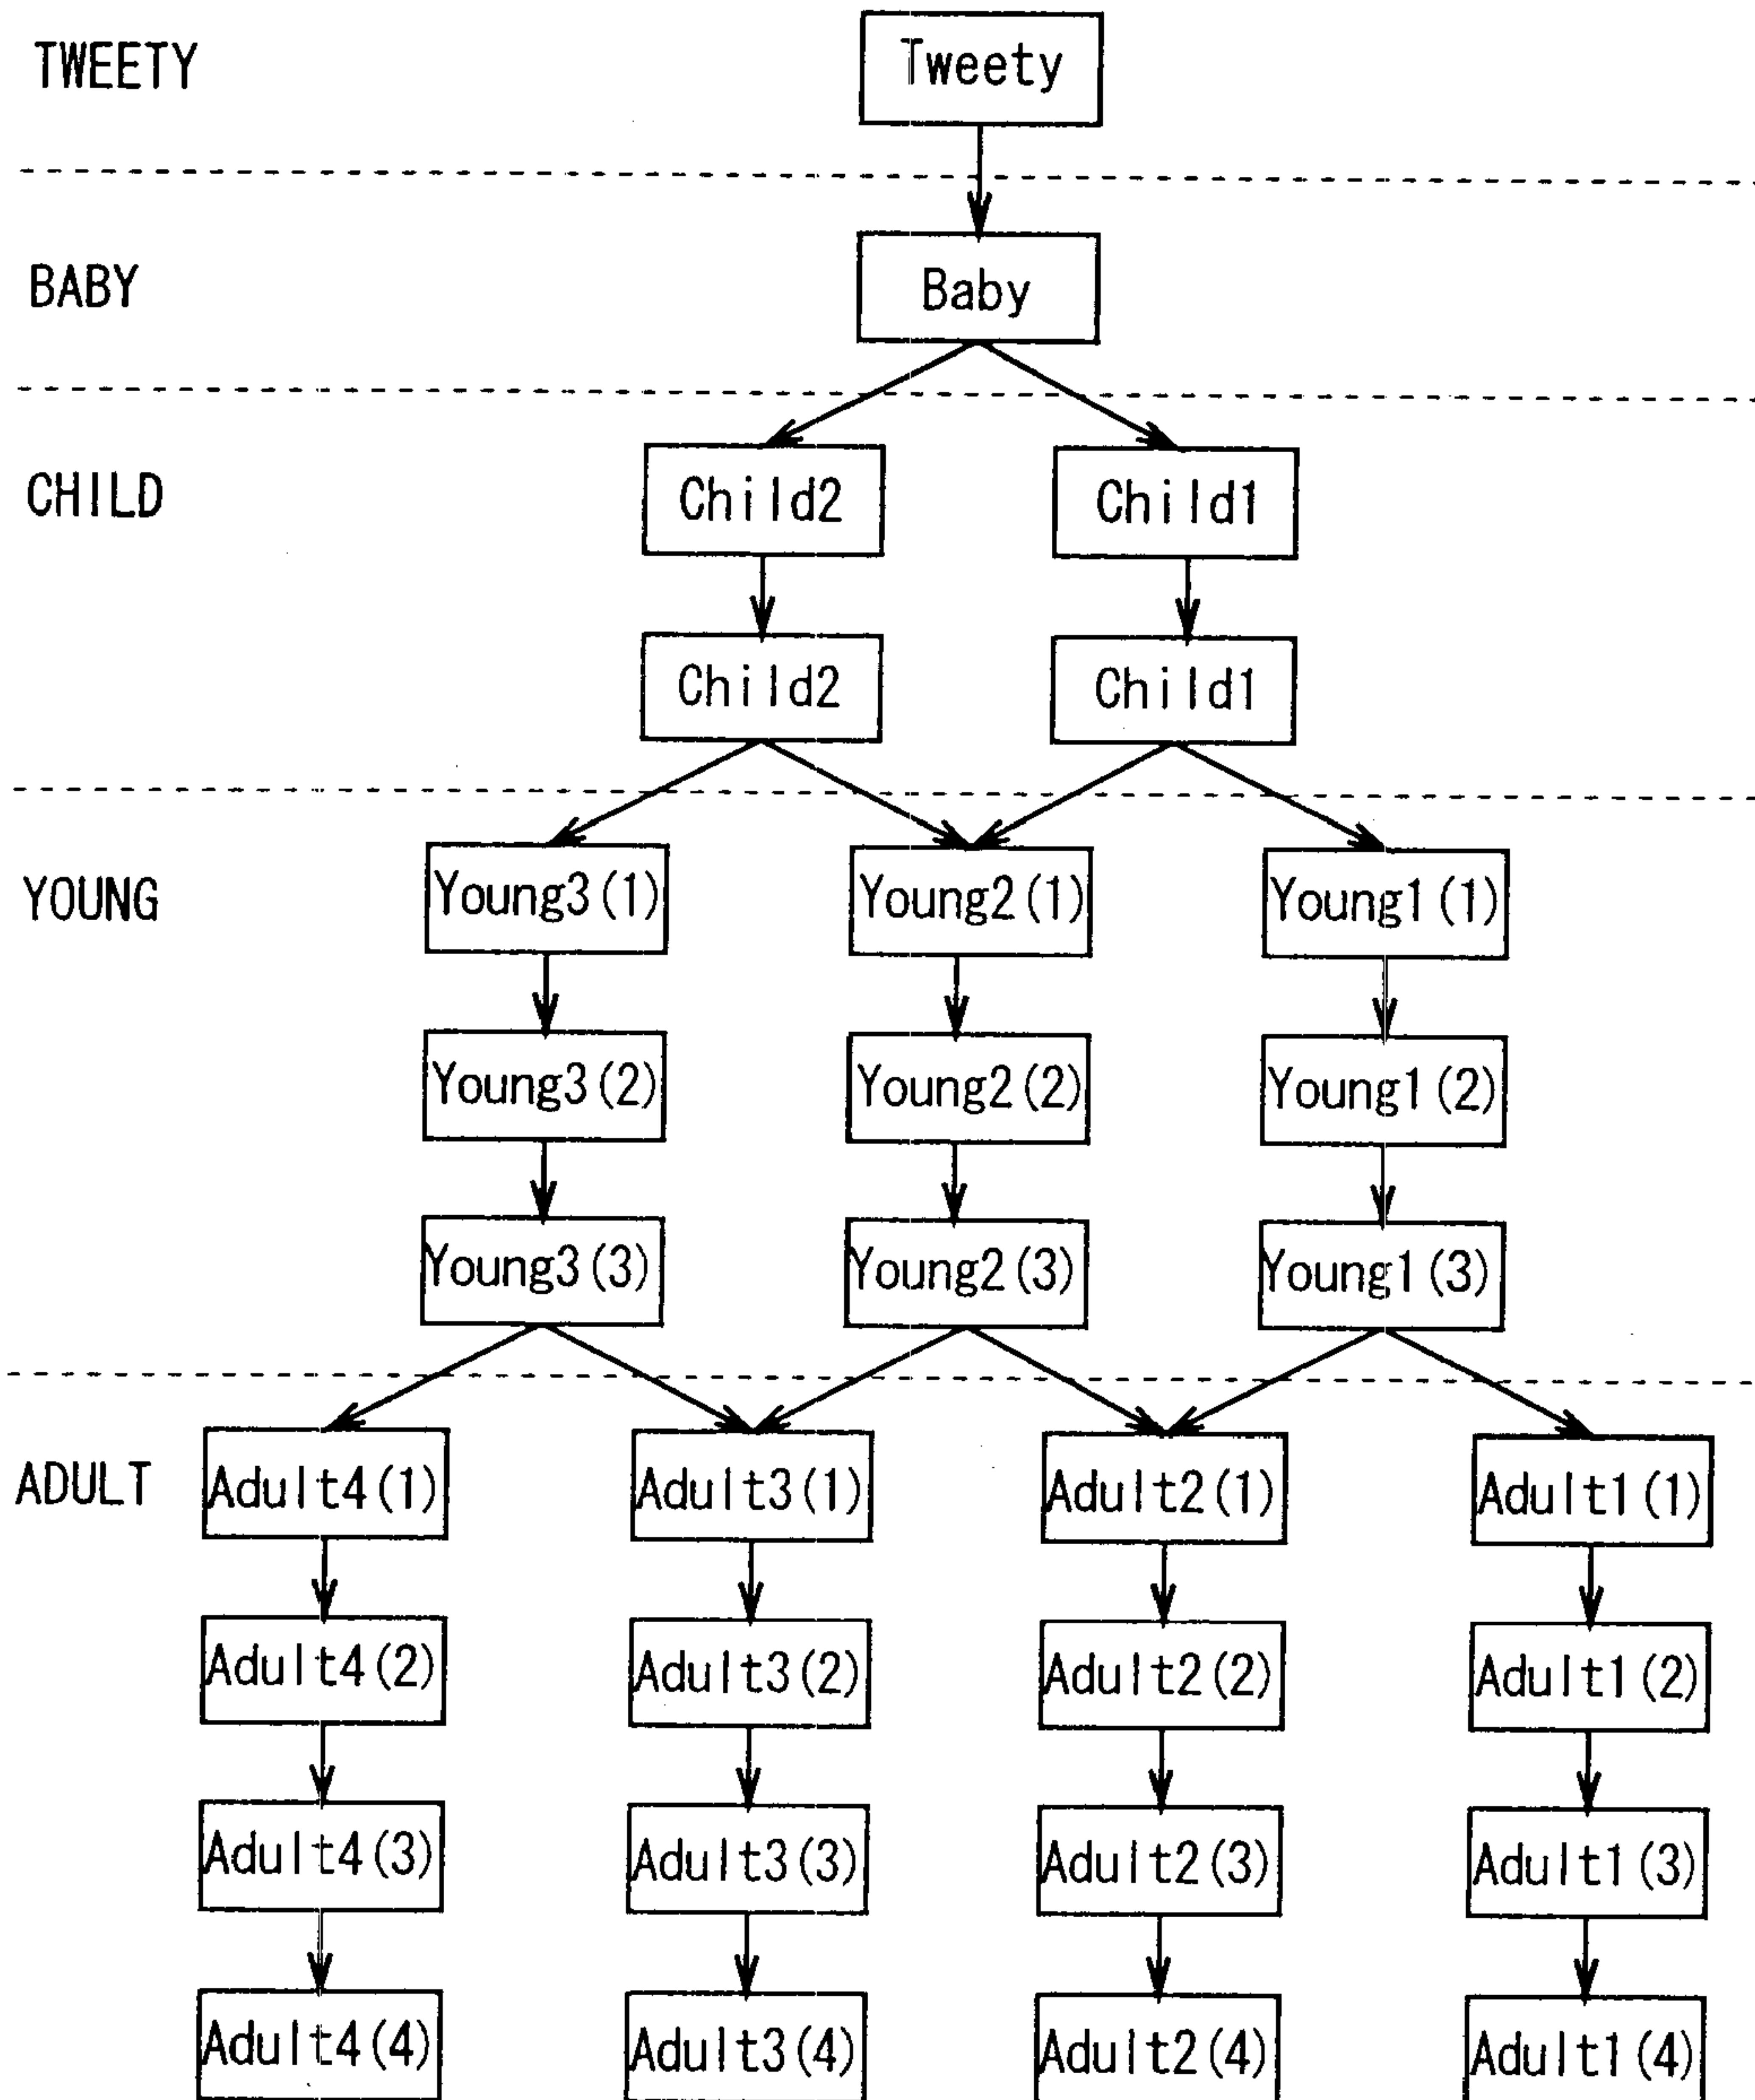 TWEETY
Tweety
BABY
Baby
CHILD
Child2
Child1
Child2
Child1
YOUNG
Young3(1)
Young2(1)
Young1(1)
Young3(2)
Young2(2)
Young1(2)
Young3(3)
Young2(3)
Young1(3)
ADULT
Adult4(1)
Adult3(1)
Adult2(1)
Adult1(1)
Adult4(2)
Adult3(2)
Adult2(2)
Adult1(2)
Adult4(3)
Adult3(3)
Adult2(3)
Adult1(3)
Adult4(4)
Adult3(4)
Adult2(4)
Adult1(4)